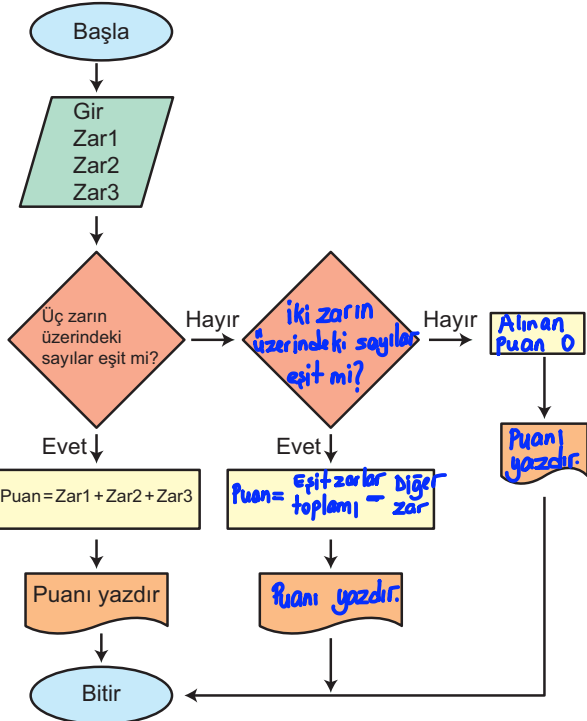 Başla
Gir
Zar1
Zar2
Zar3
Üç zarın
üzerindeki
sayılar eşit mi?
Hayır
iki zarın
üzerindeki sayılar
eşit mi?
Hayır
Alınan
Puan 0
Puanı
yazdır.
Evet
Evet
Puan=Zar1+Zar2+Zar3
Puan= Eşit zarlar toplamı - Diğer zar
Puanı yazdır
Puanı yazdır.
Bitir